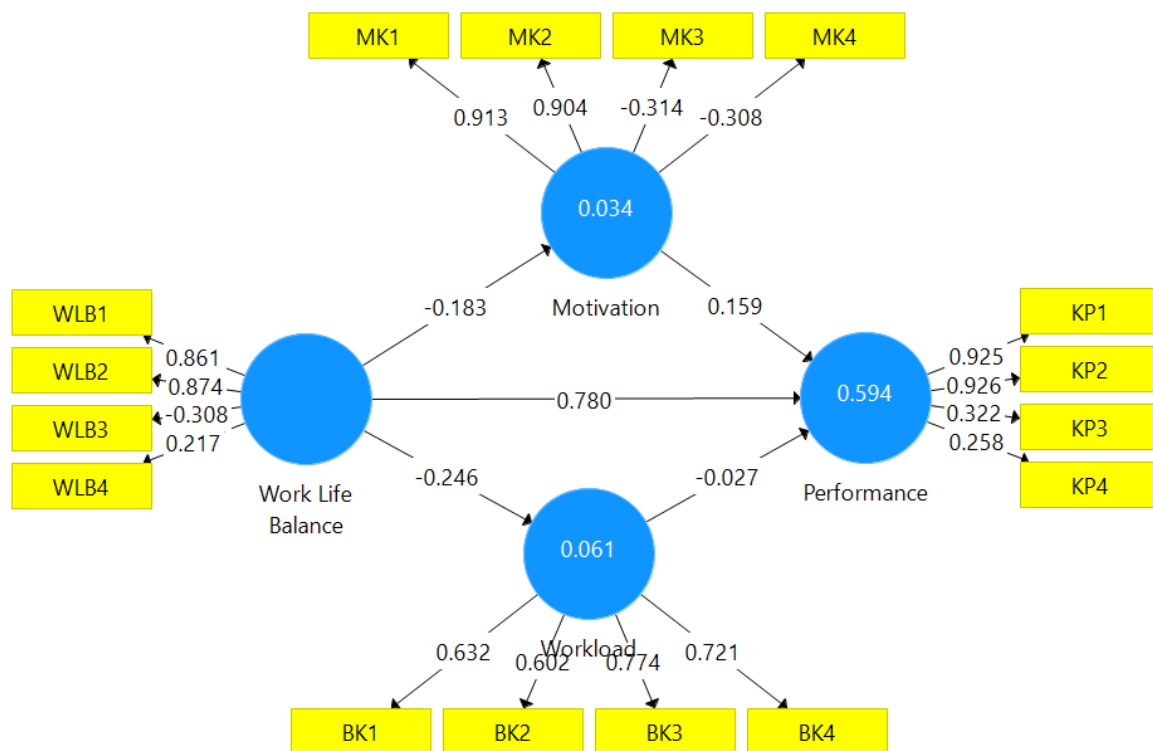 MK1 MK2 MK3 MK4
0.913 0.904 -0.314 -0.308
0.034
Motivation
-0.183 0.159
WLB1
WLB2
WLB3
WLB4
0.861
0.874
-0.308
0.217
Work Life
Balance
0.780
0.594
Performance
0.925
0.926
0.322
0.258
KP1
KP2
KP3
KP4
-0.246 -0.027
0.061
Workload
0.632 0.602 0.774 0.721
BK1 BK2 BK3 BK4